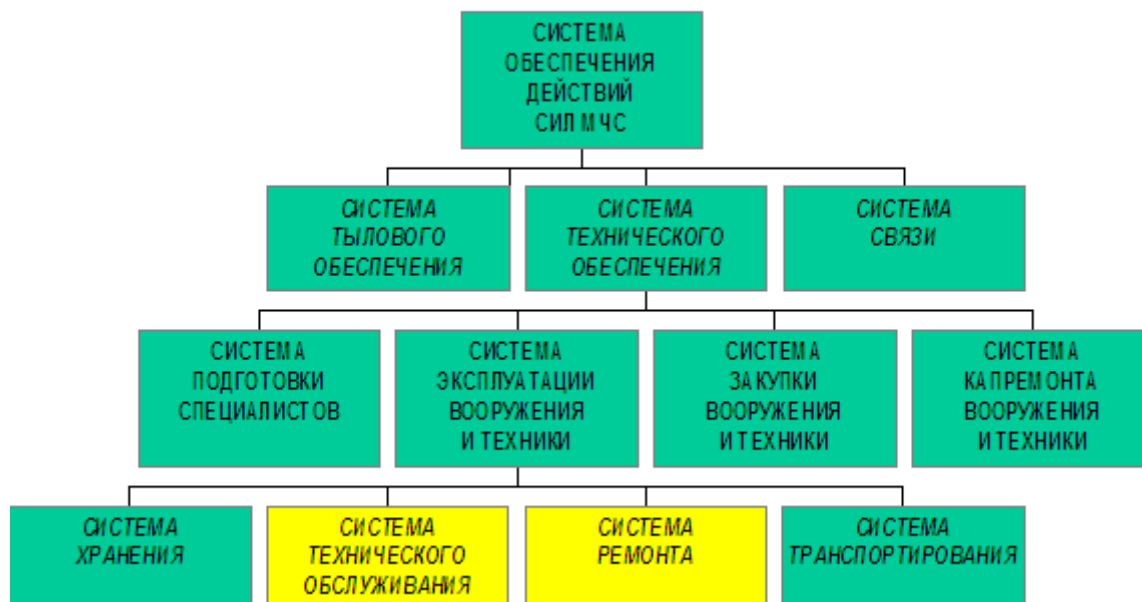 СИСТЕМА
ОБЕСПЕЧЕНИЯ
ДЕЙСТВИЙ
СИЛ МЧС
СИСТЕМА
ТЫЛОВОГО
ОБЕСПЕЧЕНИЯ
СИСТЕМА
ТЕХНИЧЕСКОГО
ОБЕСПЕЧЕНИЯ
СИСТЕМА
СВЯЗИ
СИСТЕМА
ПОДГОТОВКИ
СПЕЦИАЛИСТОВ
СИСТЕМА
ЭКСПЛУАТАЦИИ
ВООРУЖЕНИЯ
И ТЕХНИКИ
СИСТЕМА
ЗАКУПКИ
ВООРУЖЕНИЯ
И ТЕХНИКИ
СИСТЕМА
КАПРЕМОНТА
ВООРУЖЕНИЯ
И ТЕХНИКИ
СИСТЕМА
ХРАНЕНИЯ
СИСТЕМА
ТЕХНИЧЕСКОГО
ОБСЛУЖИВАНИЯ
СИСТЕМА
РЕМОНТА
СИСТЕМА
ТРАНСПОРТИРОВАНИЯ